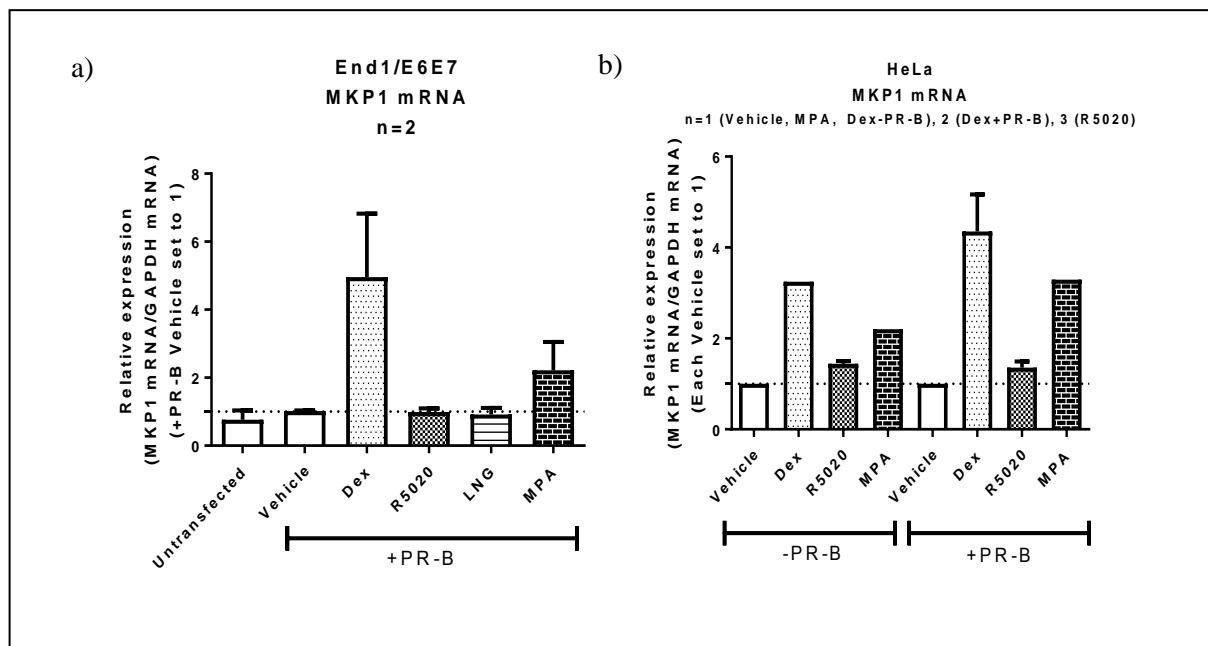 a)
End1/E6E7
MKP1 mRNA
n=2
Relative expression
(MKP1 mRNA/GAPDH mRNA)
(+PR-B Vehicle set to 1)
8
6
4
2
1
0
Untransfected
Vehicle
Dex
R5020
LNG
MPA
+PR-B
b)
HeLa
MKP1 mRNA
n=1 (Vehicle, MPA, Dex-PR-B), 2 (Dex+PR-B), 3 (R5020)
Relative expression
(MKP1 mRNA/GAPDH mRNA)
(Each Vehicle set to 1)
6
4
2
1
0
Vehicle
Dex
R5020
MPA
Vehicle
Dex
R5020
MPA
-PR-B
+PR-B